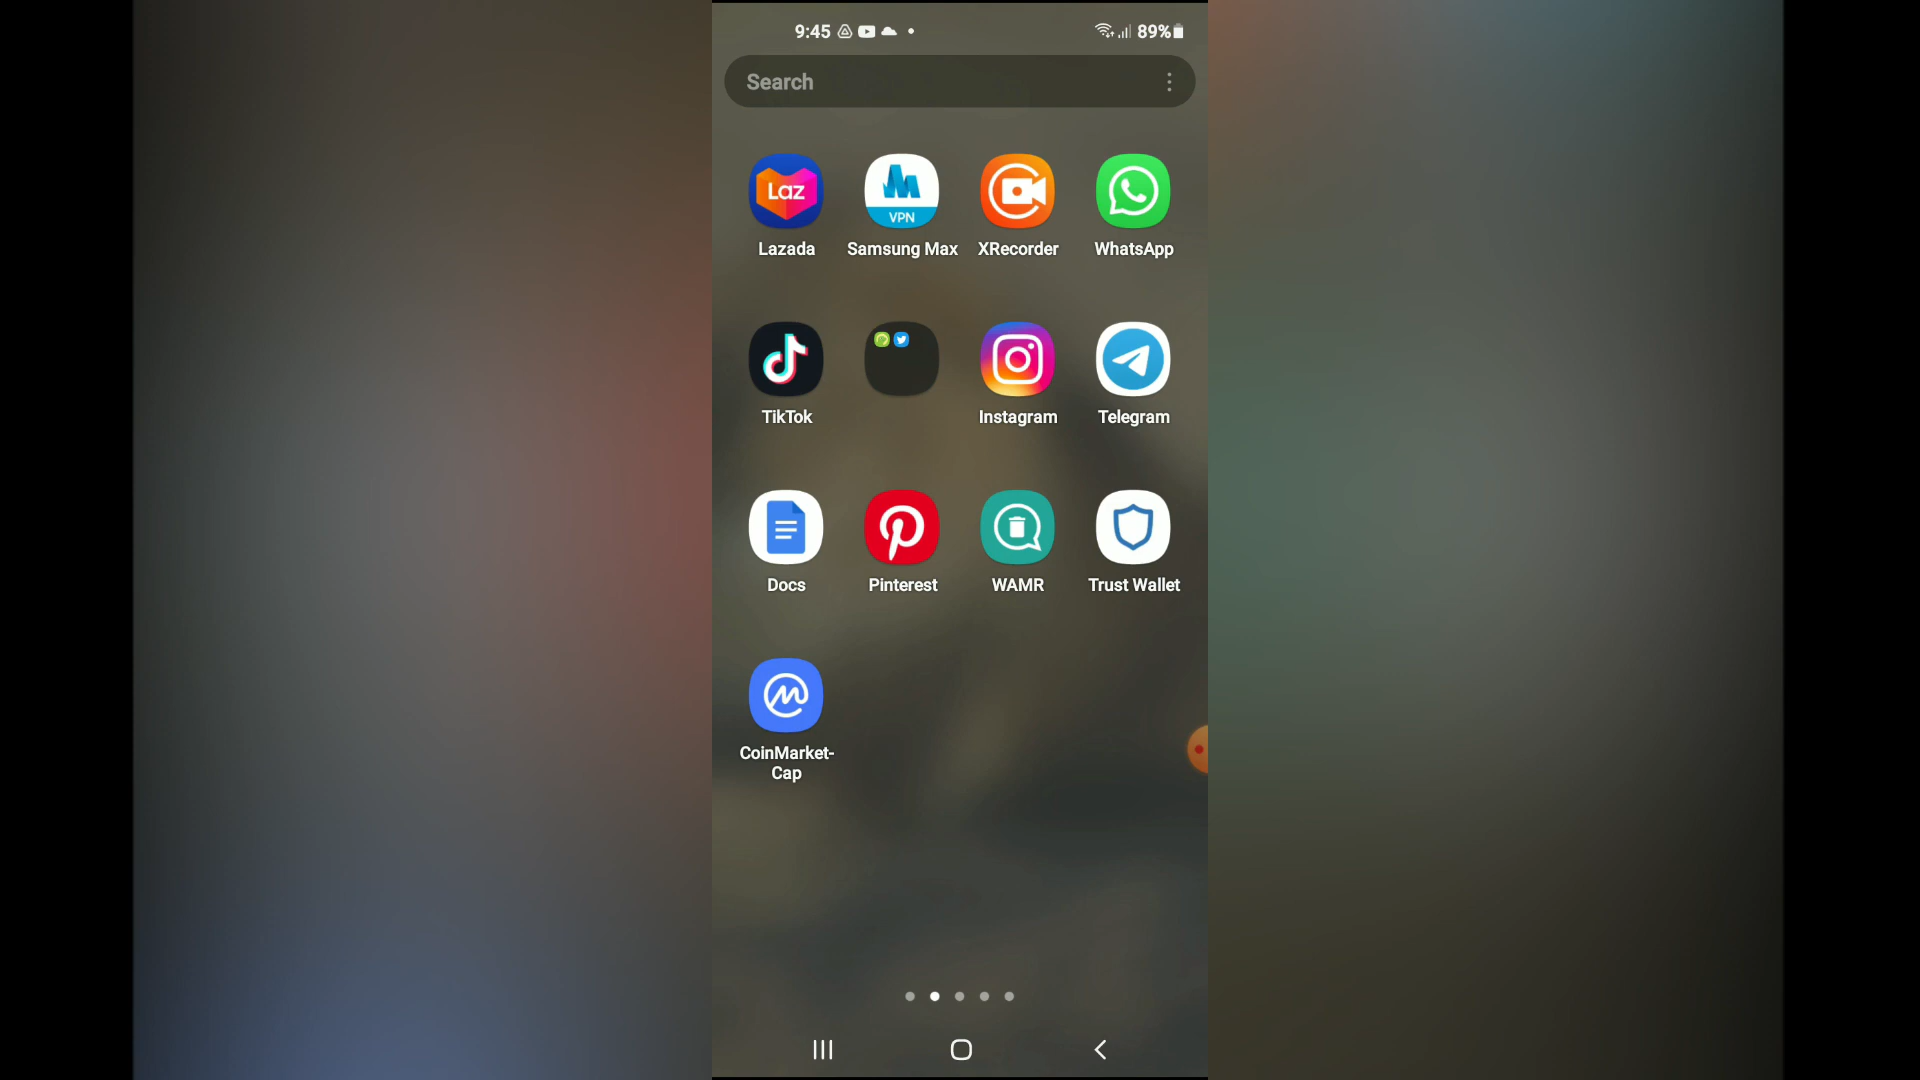 9:45
89%
Search
Laz
VPN
Lazada
Samsung Max
XRecorder
WhatsApp
TikTok
Instagram
Telegram
Docs
Pinterest
WAMR
Trust Wallet
CoinMarket-
Cap